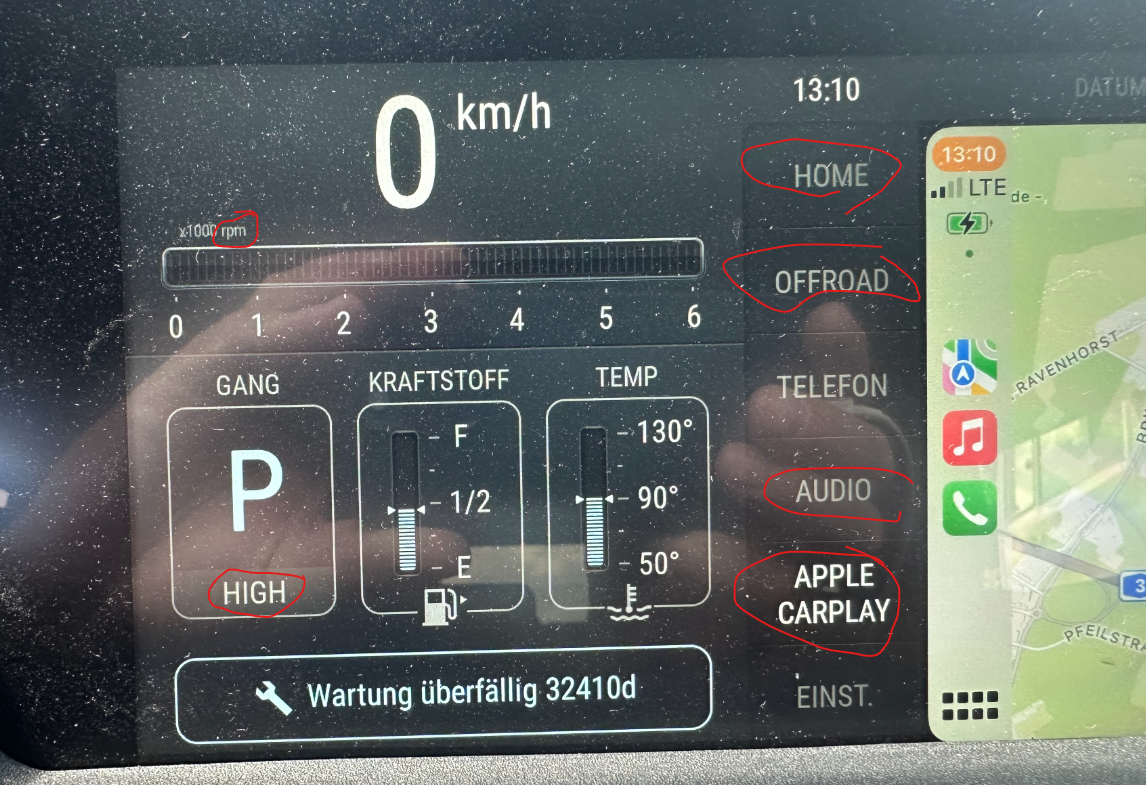 0 km/h
x1000 rpm
0 1 2 3 4 5 6
GANG
P
HIGH
KRAFTSTOFF
F
1/2
E
TEMP
130°
90°
50°
Wartung überfällig 32410d
13:10
HOME
OFFROAD
TELEFON
AUDIO
APPLE
CARPLAY
EINST.
DATUM
13:10
LTE
de -,
RAVENHORST
3
PFEILSTRA